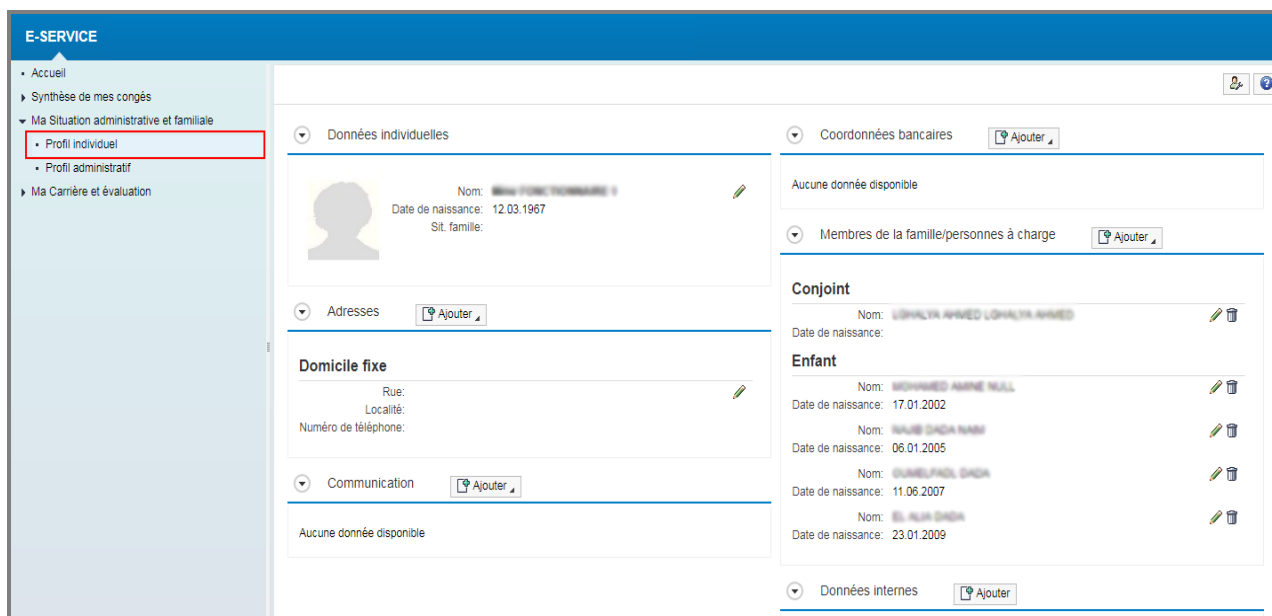 E-SERVICE
Accueil
Synthèse de mes congés
Ma Situation administrative et familiale
Profil individuel
Profil administratif
Ma Carrière et évaluation
Données individuelles
Nom:
Date de naissance: 12.03.1967
Sit. famille:
Adresses Ajouter
Domicile fixe
Rue:
Localité:
Numéro de téléphone:
Communication Ajouter
Aucune donnée disponible
Coordonnées bancaires Ajouter
Aucune donnée disponible
Membres de la famille/personnes à charge Ajouter
Conjoint
Nom:
Date de naissance:
Enfant
Nom:
Date de naissance: 17.01.2002
Nom:
Date de naissance: 06.01.2005
Nom:
Date de naissance: 11.06.2007
Nom:
Date de naissance: 23.01.2009
Données internes Ajouter